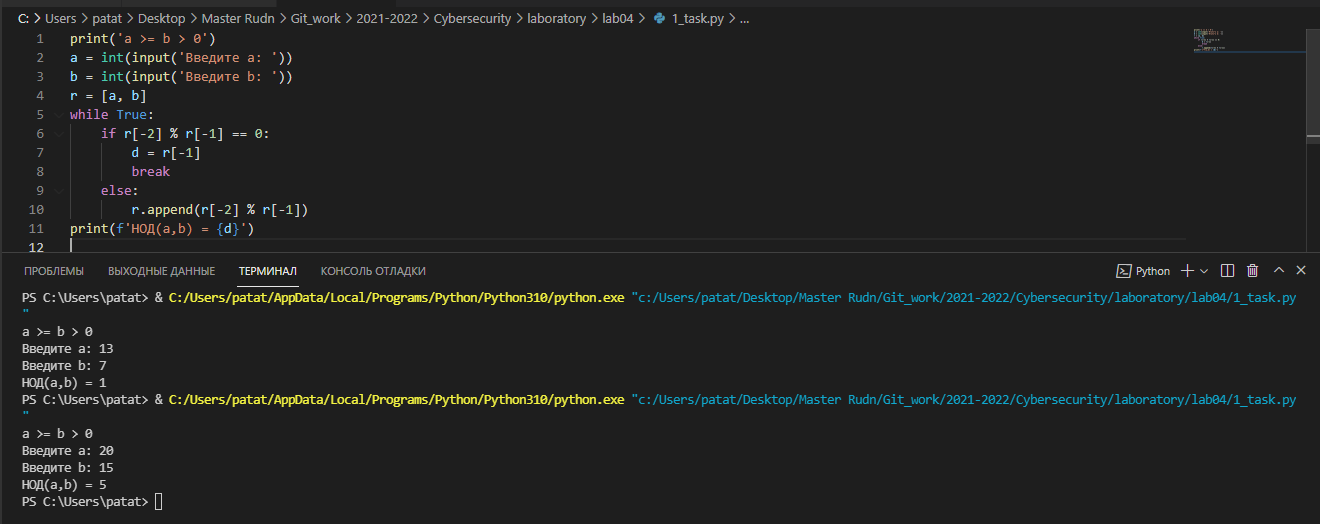 C: > Users > patat > Desktop > Master Rudn > Git_work > 2021-2022 > Cybersecurity > laboratory > lab04 > 1_task.py > ...
1 print('a >= b > 0')
2 a = int(input('Введите a: '))
3 b = int(input('Введите b: '))
4 r = [a, b]
5 while True:
6     if r[-2] % r[-1] == 0:
7         d = r[-1]
8         break
9     else:
10         r.append(r[-2] % r[-1])
11 print(f'НОД(a,b) = {d}')
12
ПРОБЛЕМЫ ВЫХОДНЫЕ ДАННЫЕ ТЕРМИНАЛ КОНСОЛЬ ОТЛАДКИ Python
PS C:\Users\patat> & C:/Users/patat/AppData/Local/Programs/Python/Python310/python.exe "c:/Users/patat/Desktop/Master Rudn/Git_work/2021-2022/Cybersecurity/laboratory/lab04/1_task.py
"
a >= b > 0
Введите a: 13
Введите b: 7
НОД(a,b) = 1
PS C:\Users\patat> & C:/Users/patat/AppData/Local/Programs/Python/Python310/python.exe "c:/Users/patat/Desktop/Master Rudn/Git_work/2021-2022/Cybersecurity/laboratory/lab04/1_task.py
"
a >= b > 0
Введите a: 20
Введите b: 15
НОД(a,b) = 5
PS C:\Users\patat>